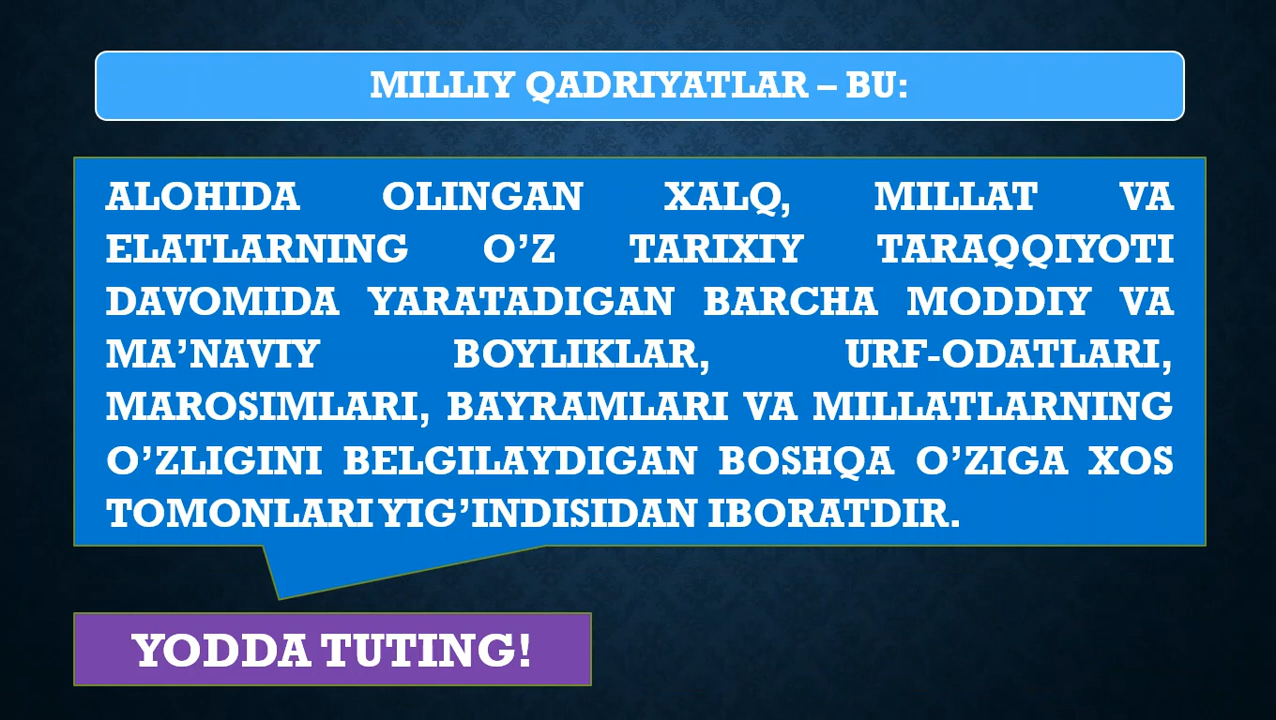 MILLIY QADRIYATLAR – BU:
ALOHIDA OLINGAN XALQ, MILLAT VA
ELATLARNING O’Z TARIXIY TARAQQIYOTI
DAVOMIDA YARATADIGAN BARCHA MODDIY VA
MA’NAVIY BOYLIKLAR, URF-ODATLARI,
MAROSIMLARI, BAYRAMLARI VA MILLATLARNING
O’ZLIGINI BELGILAYDIGAN BOSHQA O’ZIGA XOS
TOMONLARI YIG’INDISIDAN IBORATDIR.
YODDA TUTING!